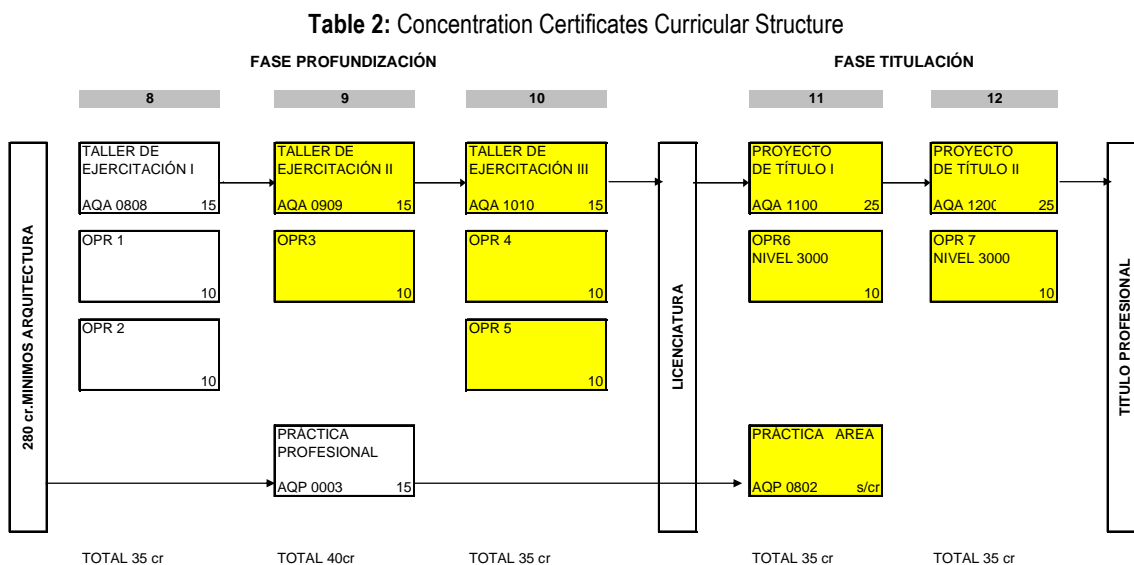 Table 2: Concentration Certificates Curricular Structure
FASE PROFUNDIZACIÓN
FASE TITULACIÓN
8
9
10
11
12
280 cr.MINIMOS ARQUITECTURA
TALLER DE
EJERCITACIÓN I
AQA 0808 15
TALLER DE
EJERCITACIÓN II
AQA 0909 15
TALLER DE
EJERCITACIÓN III
AQA 1010 15
LICENCIATURA
PROYECTO
DE TÍTULO I
AQA 1100 25
PROYECTO
DE TÍTULO II
AQA 1200 25
TITULO PROFESIONAL
OPR 1
10
OPR3
10
OPR 4
10
OPR6
NIVEL 3000
10
OPR 7
NIVEL 3000
10
OPR 2
10
OPR 5
10
PRÁCTICA
PROFESIONAL
AQP 0003 15
PRÁCTICA AREA
AQP 0802 s/cr
TOTAL 35 cr
TOTAL 40cr
TOTAL 35 cr
TOTAL 35 cr
TOTAL 35 cr